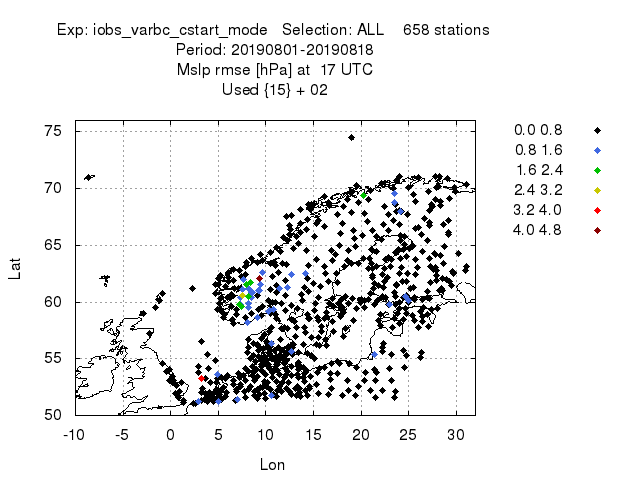 Exp: iobs_varbc_cstart_mode Selection: ALL 658 stations
Period: 20190801-20190818
Mslp rmse [hPa] at 17 UTC
Used {15} + 02
0.0 0.8
0.8 1.6
1.6 2.4
2.4 3.2
3.2 4.0
4.0 4.8
75
70
65
60
55
50
Lat
-10 -5 0 5 10 15 20 25 30
Lon